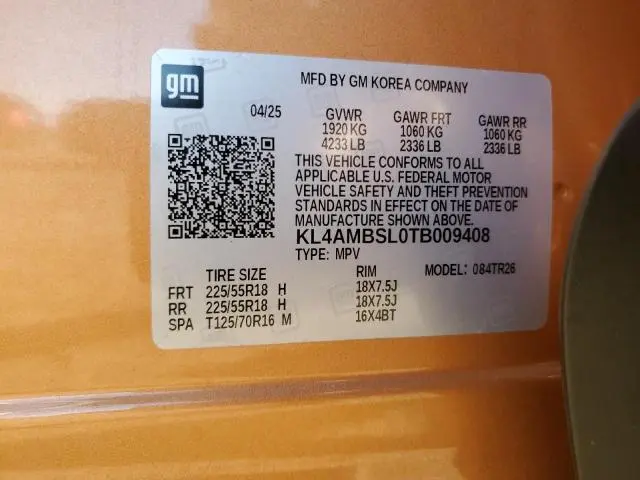 gm
MFD BY GM KOREA COMPANY
04/25 GVWR GAWR FRT GAWR RR
1920 KG 1060 KG 1060 KG
4233 LB 2336 LB 2336 LB
THIS VEHICLE CONFORMS TO ALL
APPLICABLE U.S. FEDERAL MOTOR
VEHICLE SAFETY AND THEFT PREVENTION
STANDARDS IN EFFECT ON THE DATE OF
MANUFACTURE SHOWN ABOVE.
KL4AMBSL0TB009408
TYPE: MPV
TIRE SIZE RIM MODEL: 084TR26
FRT 225/55R18 H 18X7.5J
RR 225/55R18 H 18X7.5J
SPA T125/70R16 M 16X4BT